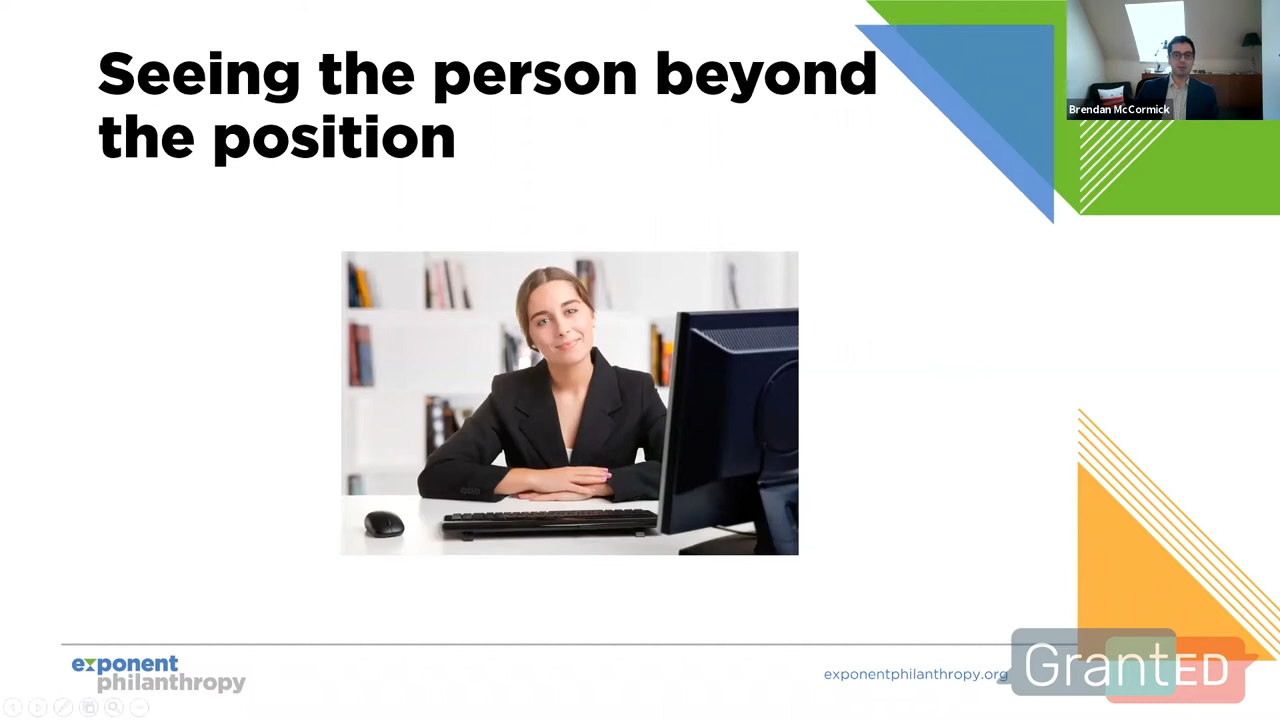 Seeing the person beyond
the position
Brendan McCormick
exponent
philanthropy
exponentphilanthropy.org
GrantED